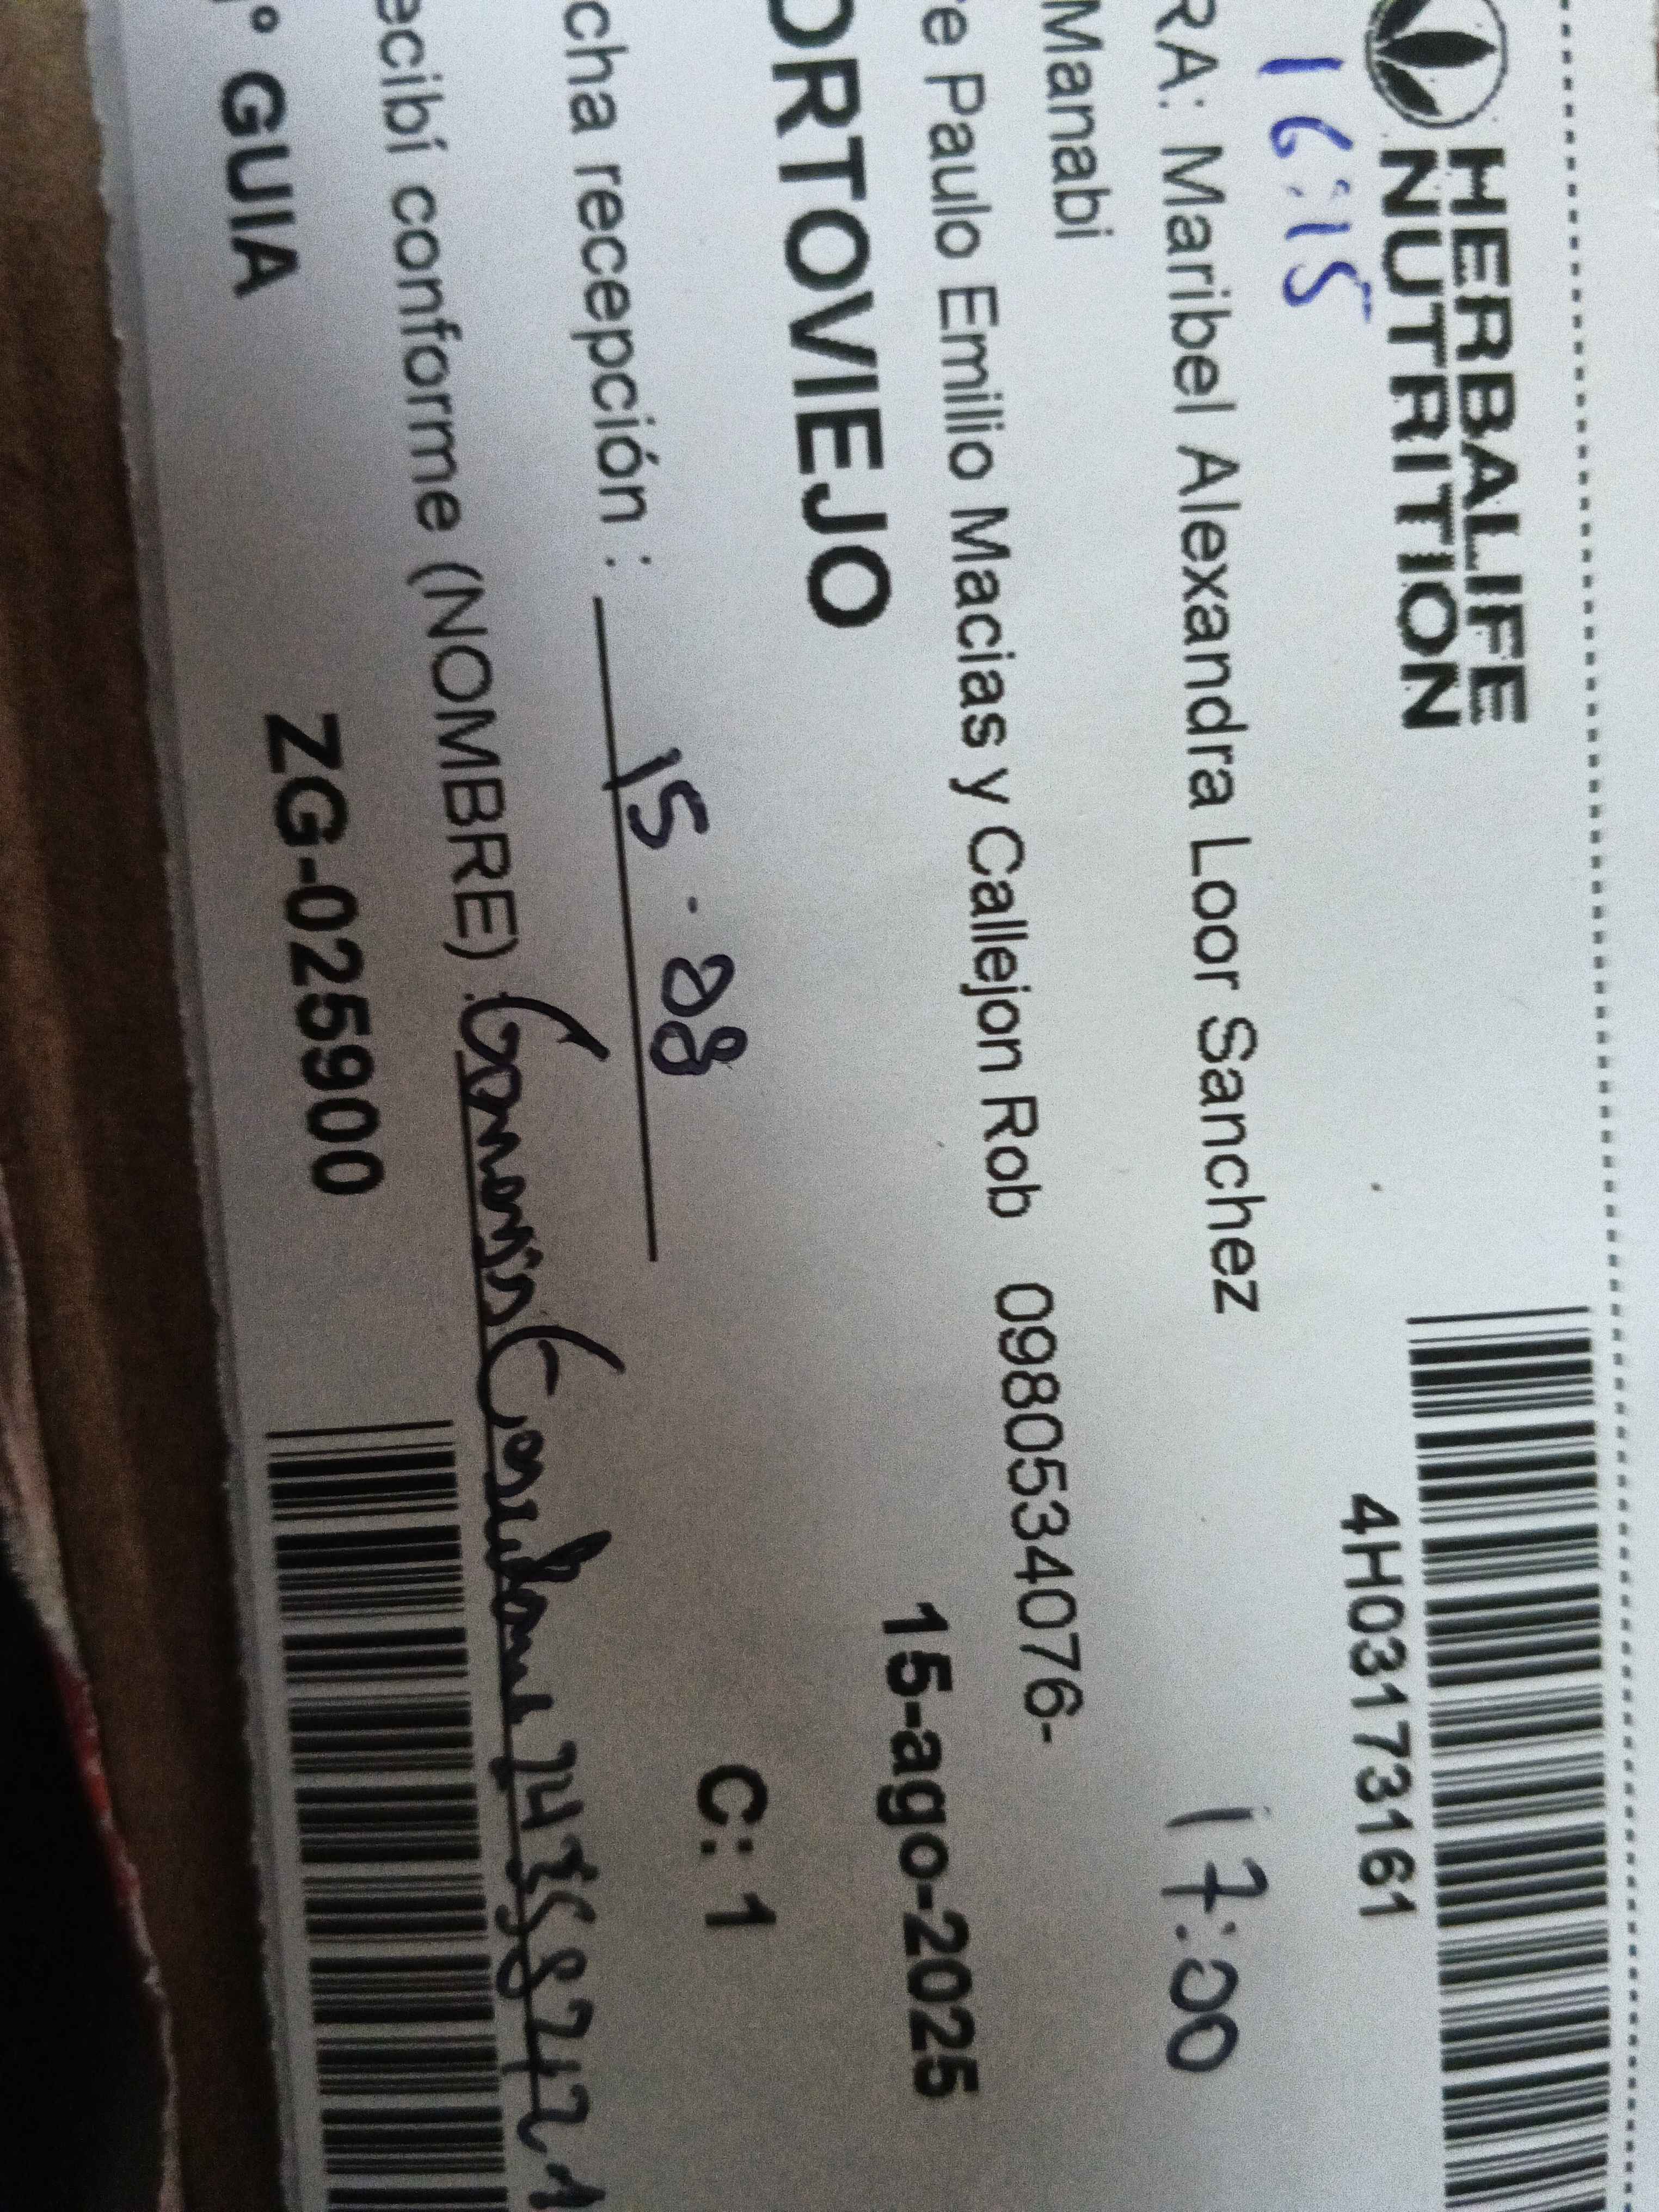 HERBALIFE
NUTRITION
4H03173161
16:15
RA: Maribel Alexandra Loor Sanchez
17:00
Manabi
e Paulo Emilio Macias y Callejon Rob 0980534076-
ORTOVIEJO
15-ago-2025
C: 1
cha recepción : 15-08
ecibí conforme (NOMBRE) :
° GUIA ZG-025900